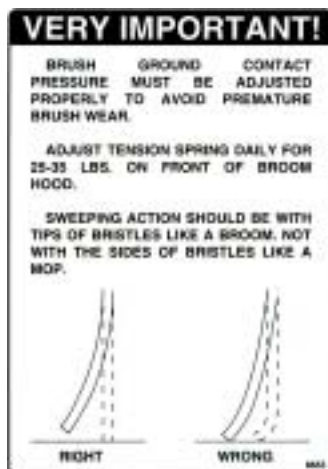 VERY IMPORTANT!
BRUSH GROUND CONTACT
PRESSURE MUST BE ADJUSTED
PROPERLY TO AVOID PREMATURE
BRUSH WEAR.
ADJUST TENSION SPRING DAILY FOR
25-35 LBS. ON FRONT OF BROOM
HOOD.
SWEEPING ACTION SHOULD BE WITH
TIPS OF BRISTLES LIKE A BROOM. NOT
WITH THE SIDES OF BRISTLES LIKE A
MOP.
RIGHT WRONG